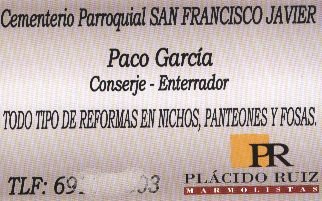 Cementerio Parroquial SAN FRANCISCO JAVIER
Paco García
Conserje - Enterrador
TODO TIPO DE REFORMAS EN NICHOS, PANTEONES Y FOSAS.
PR
PLÁCIDO RUIZ
MARMOLISTAS
TLF: 69